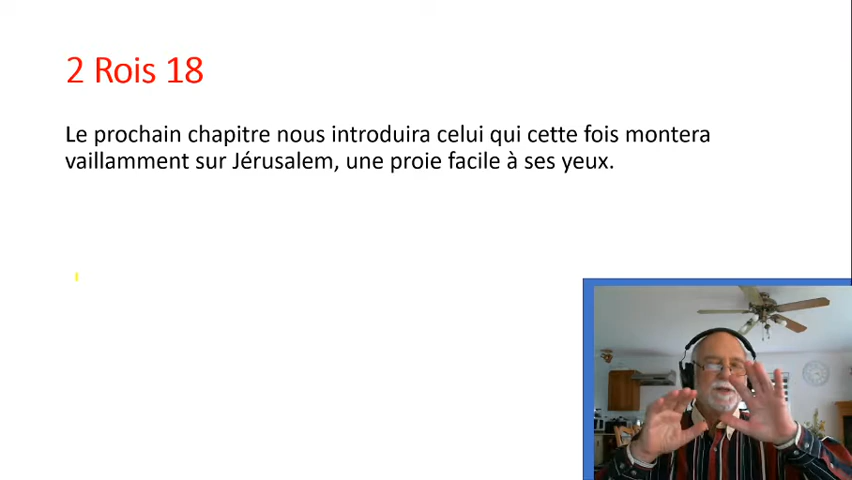 2 Rois 18
Le prochain chapitre nous introduira celui qui cette fois montera
vaillamment sur Jérusalem, une proie facile à ses yeux.